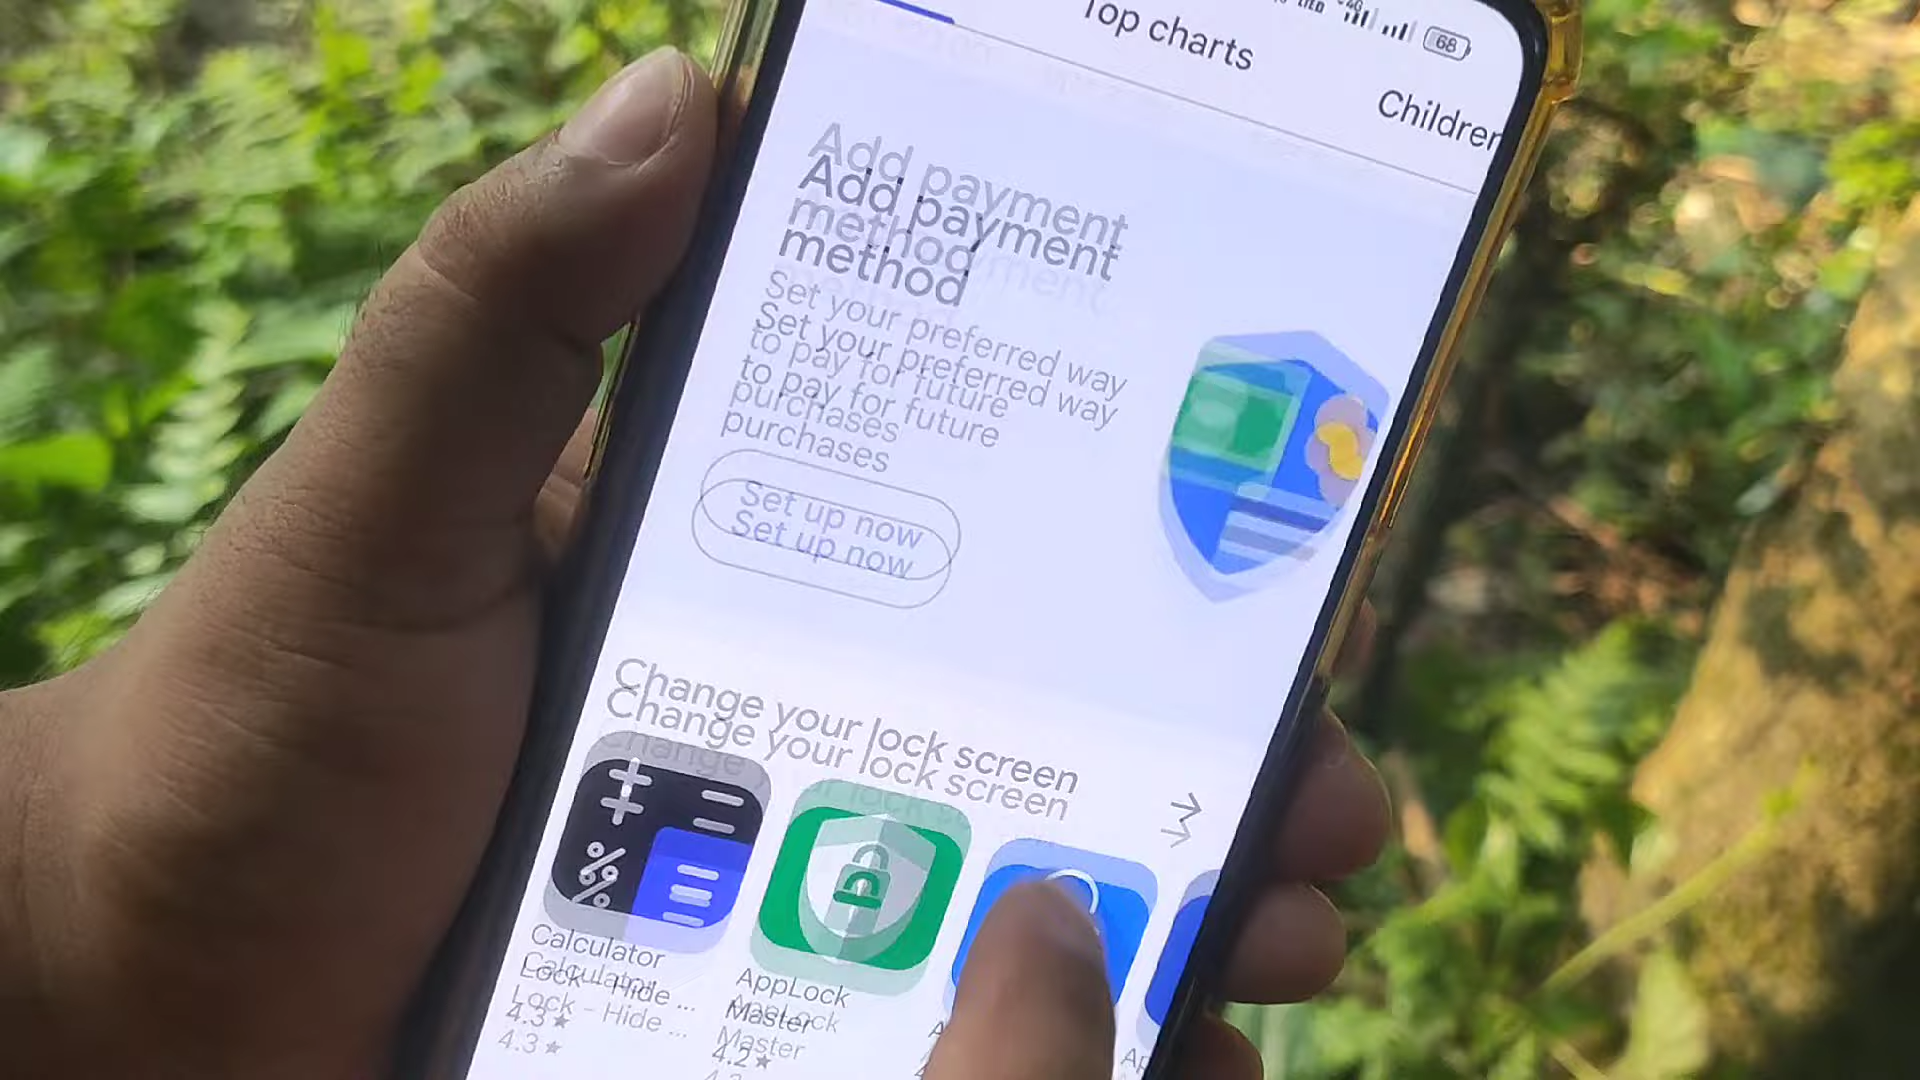 68
Top charts
Children
Add payment
method
Set your preferred way
to pay for future
purchases
Set up now
Change your lock screen
Calculator
Lock - Hide ...
4.3★
AppLock
Master
4.2★